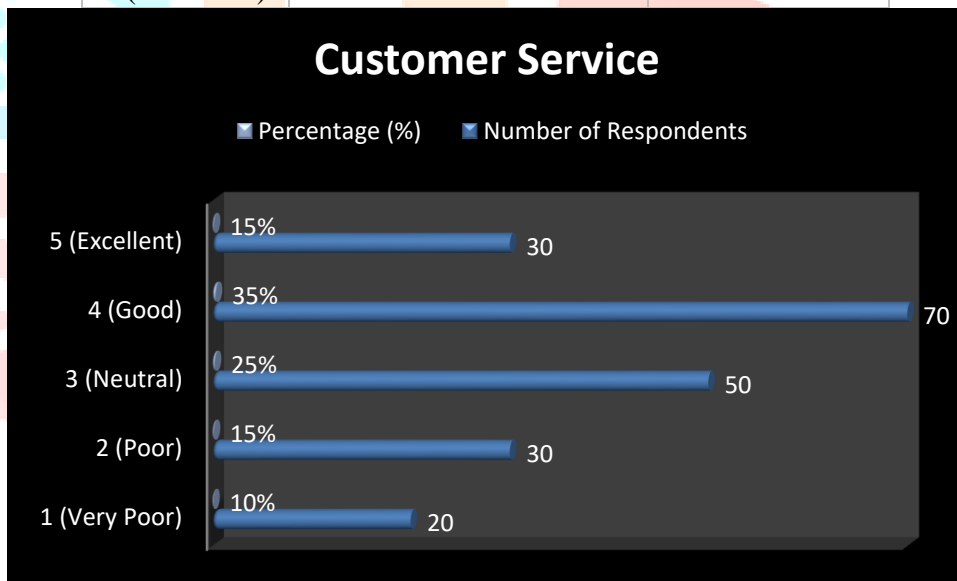 Customer Service
Percentage (%) Number of Respondents
5 (Excellent) 15% 30
4 (Good) 35% 70
3 (Neutral) 25% 50
2 (Poor) 15% 30
1 (Very Poor) 10% 20